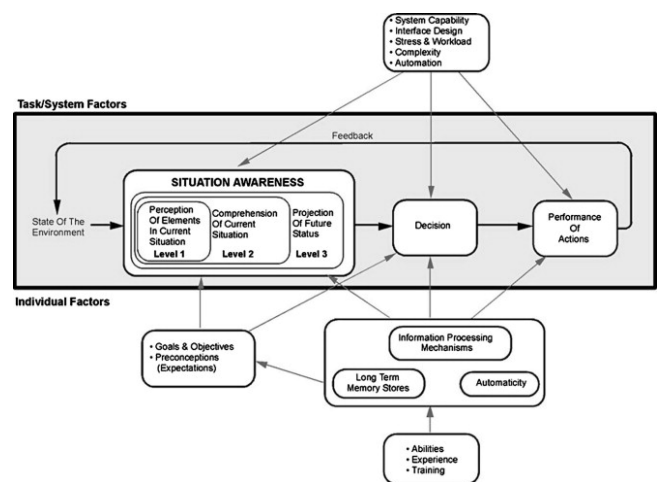 • System Capability
• Interface Design
• Stress & Workload
• Complexity
• Automation
Task/System Factors
Feedback
SITUATION AWARENESS
State Of The
Environment
Perception
Of Elements
In Current
Situation
Level 1
Comprehension
Of Current
Situation
Level 2
Projection
Of Future
Status
Level 3
Decision
Performance
Of
Actions
Individual Factors
• Goals & Objectives
• Preconceptions
(Expectations)
Information Processing
Mechanisms
Long Term
Memory Stores
Automaticity
• Abilities
• Experience
• Training